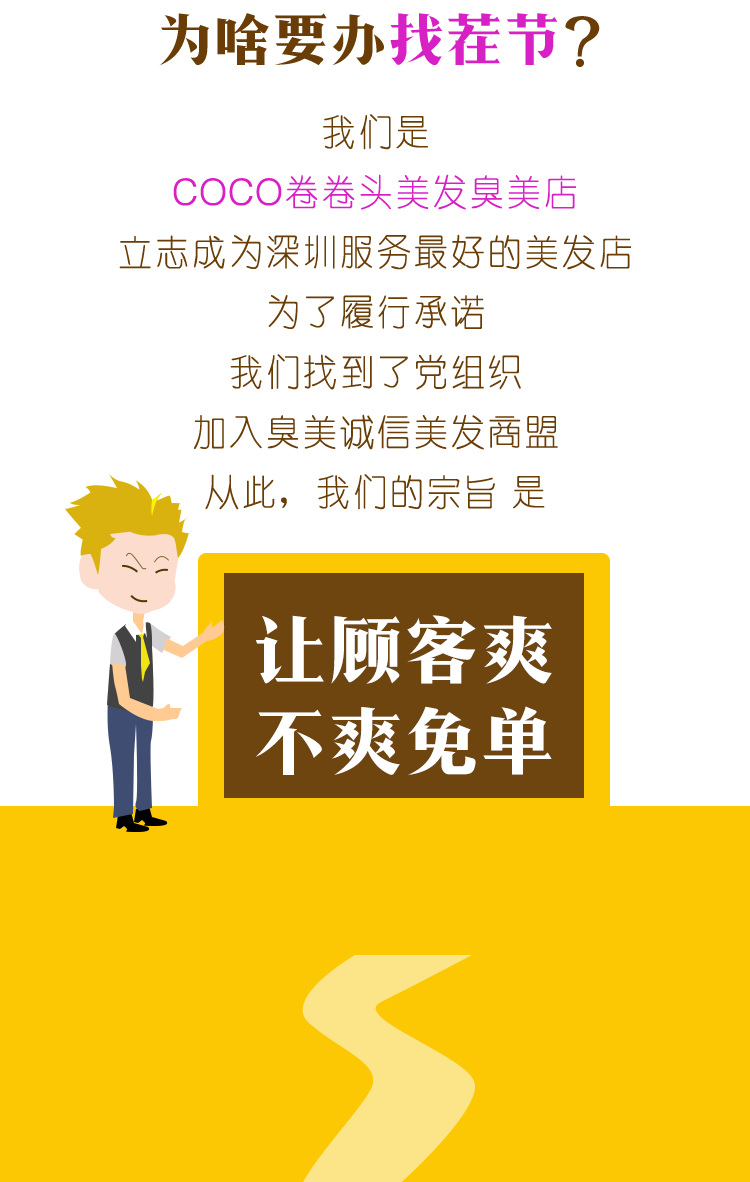 为啥要办找茬节?
我们是
COCO卷卷头美发臭美店
立志成为深圳服务最好的美发店
为了履行承诺
我们找到了党组织
加入臭美诚信美发商盟
从此，我们的宗旨 是
让顾客爽
不爽免单